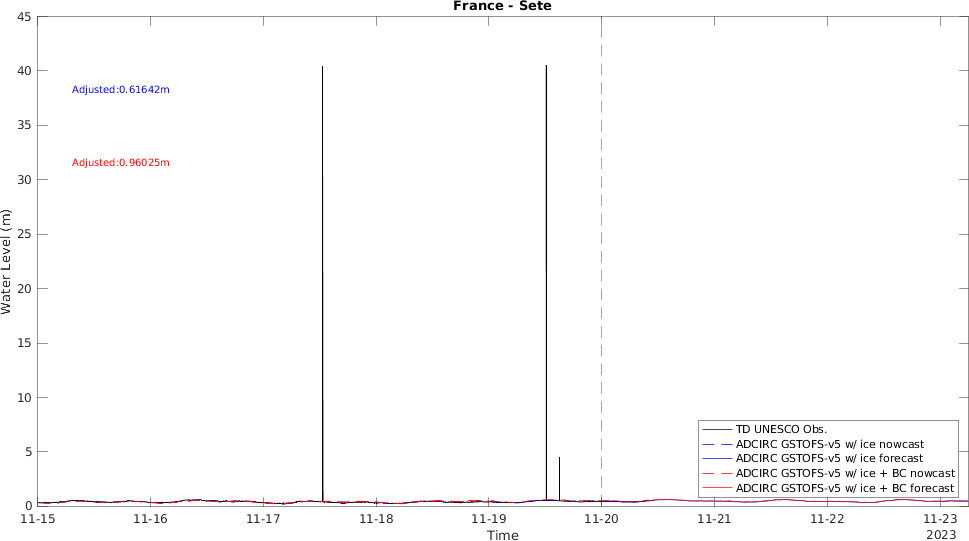 France - Sete
45
40
35
30
25
20
15
10
5
0
Water Level (m)
Adjusted:0.61642m
Adjusted:0.96025m
TD UNESCO Obs.
ADCIRC GSTOFS-v5 w/ ice nowcast
ADCIRC GSTOFS-v5 w/ ice forecast
ADCIRC GSTOFS-v5 w/ ice + BC nowcast
ADCIRC GSTOFS-v5 w/ ice + BC forecast
11-15 11-16 11-17 11-18 11-19 11-20 11-21 11-22 11-23
Time
2023